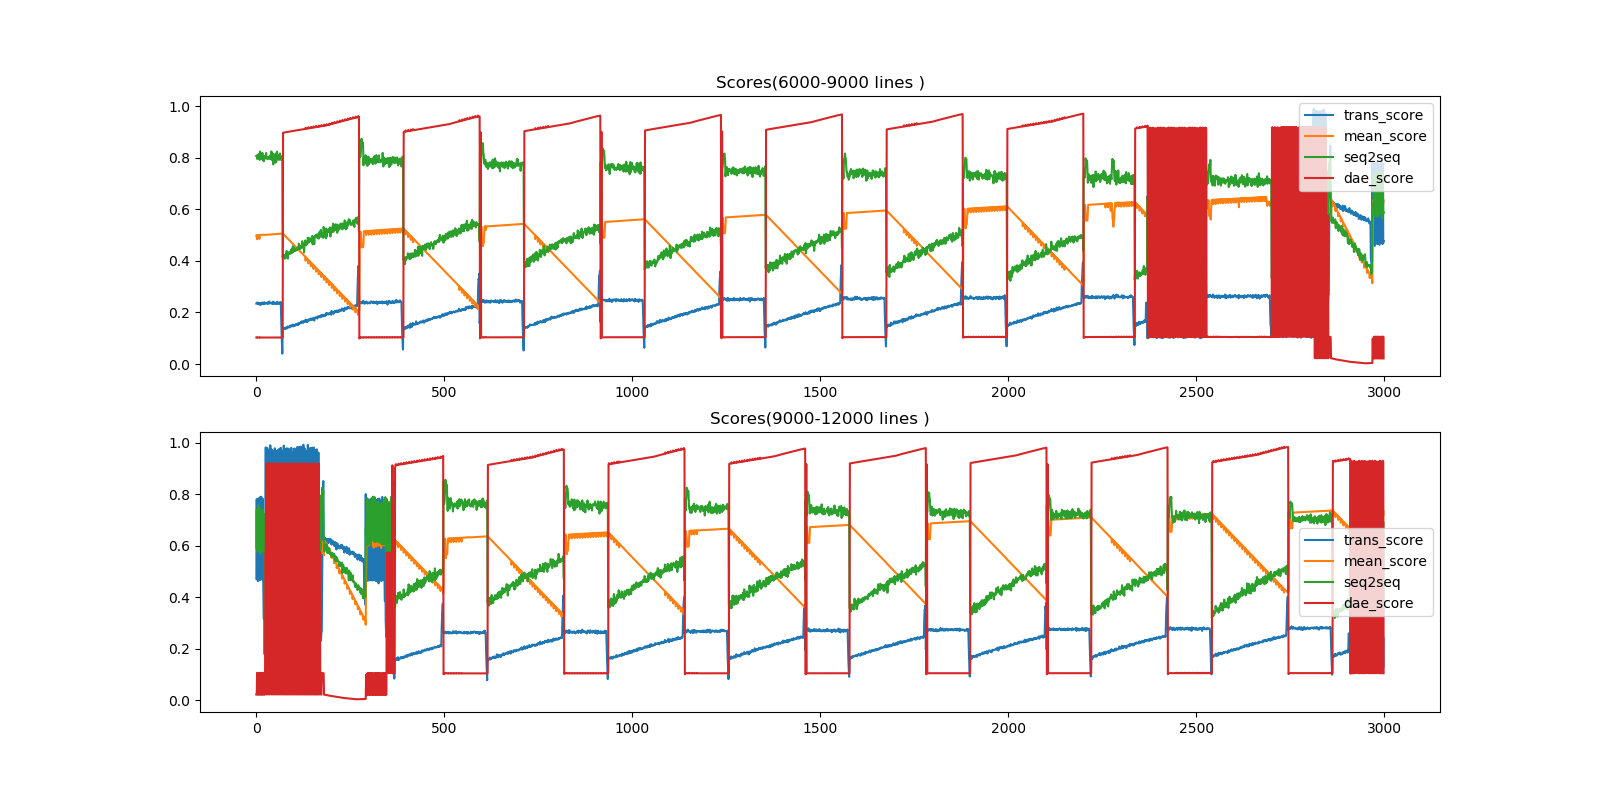 Scores(6000-9000 lines )
1.0
0.8
0.6
0.4
0.2
0.0
trans_score
mean_score
seq2seq
dae_score
0 500 1000 1500 2000 2500 3000
Scores(9000-12000 lines )
1.0
0.8
0.6
0.4
0.2
0.0
trans_score
mean_score
seq2seq
dae_score
0 500 1000 1500 2000 2500 3000